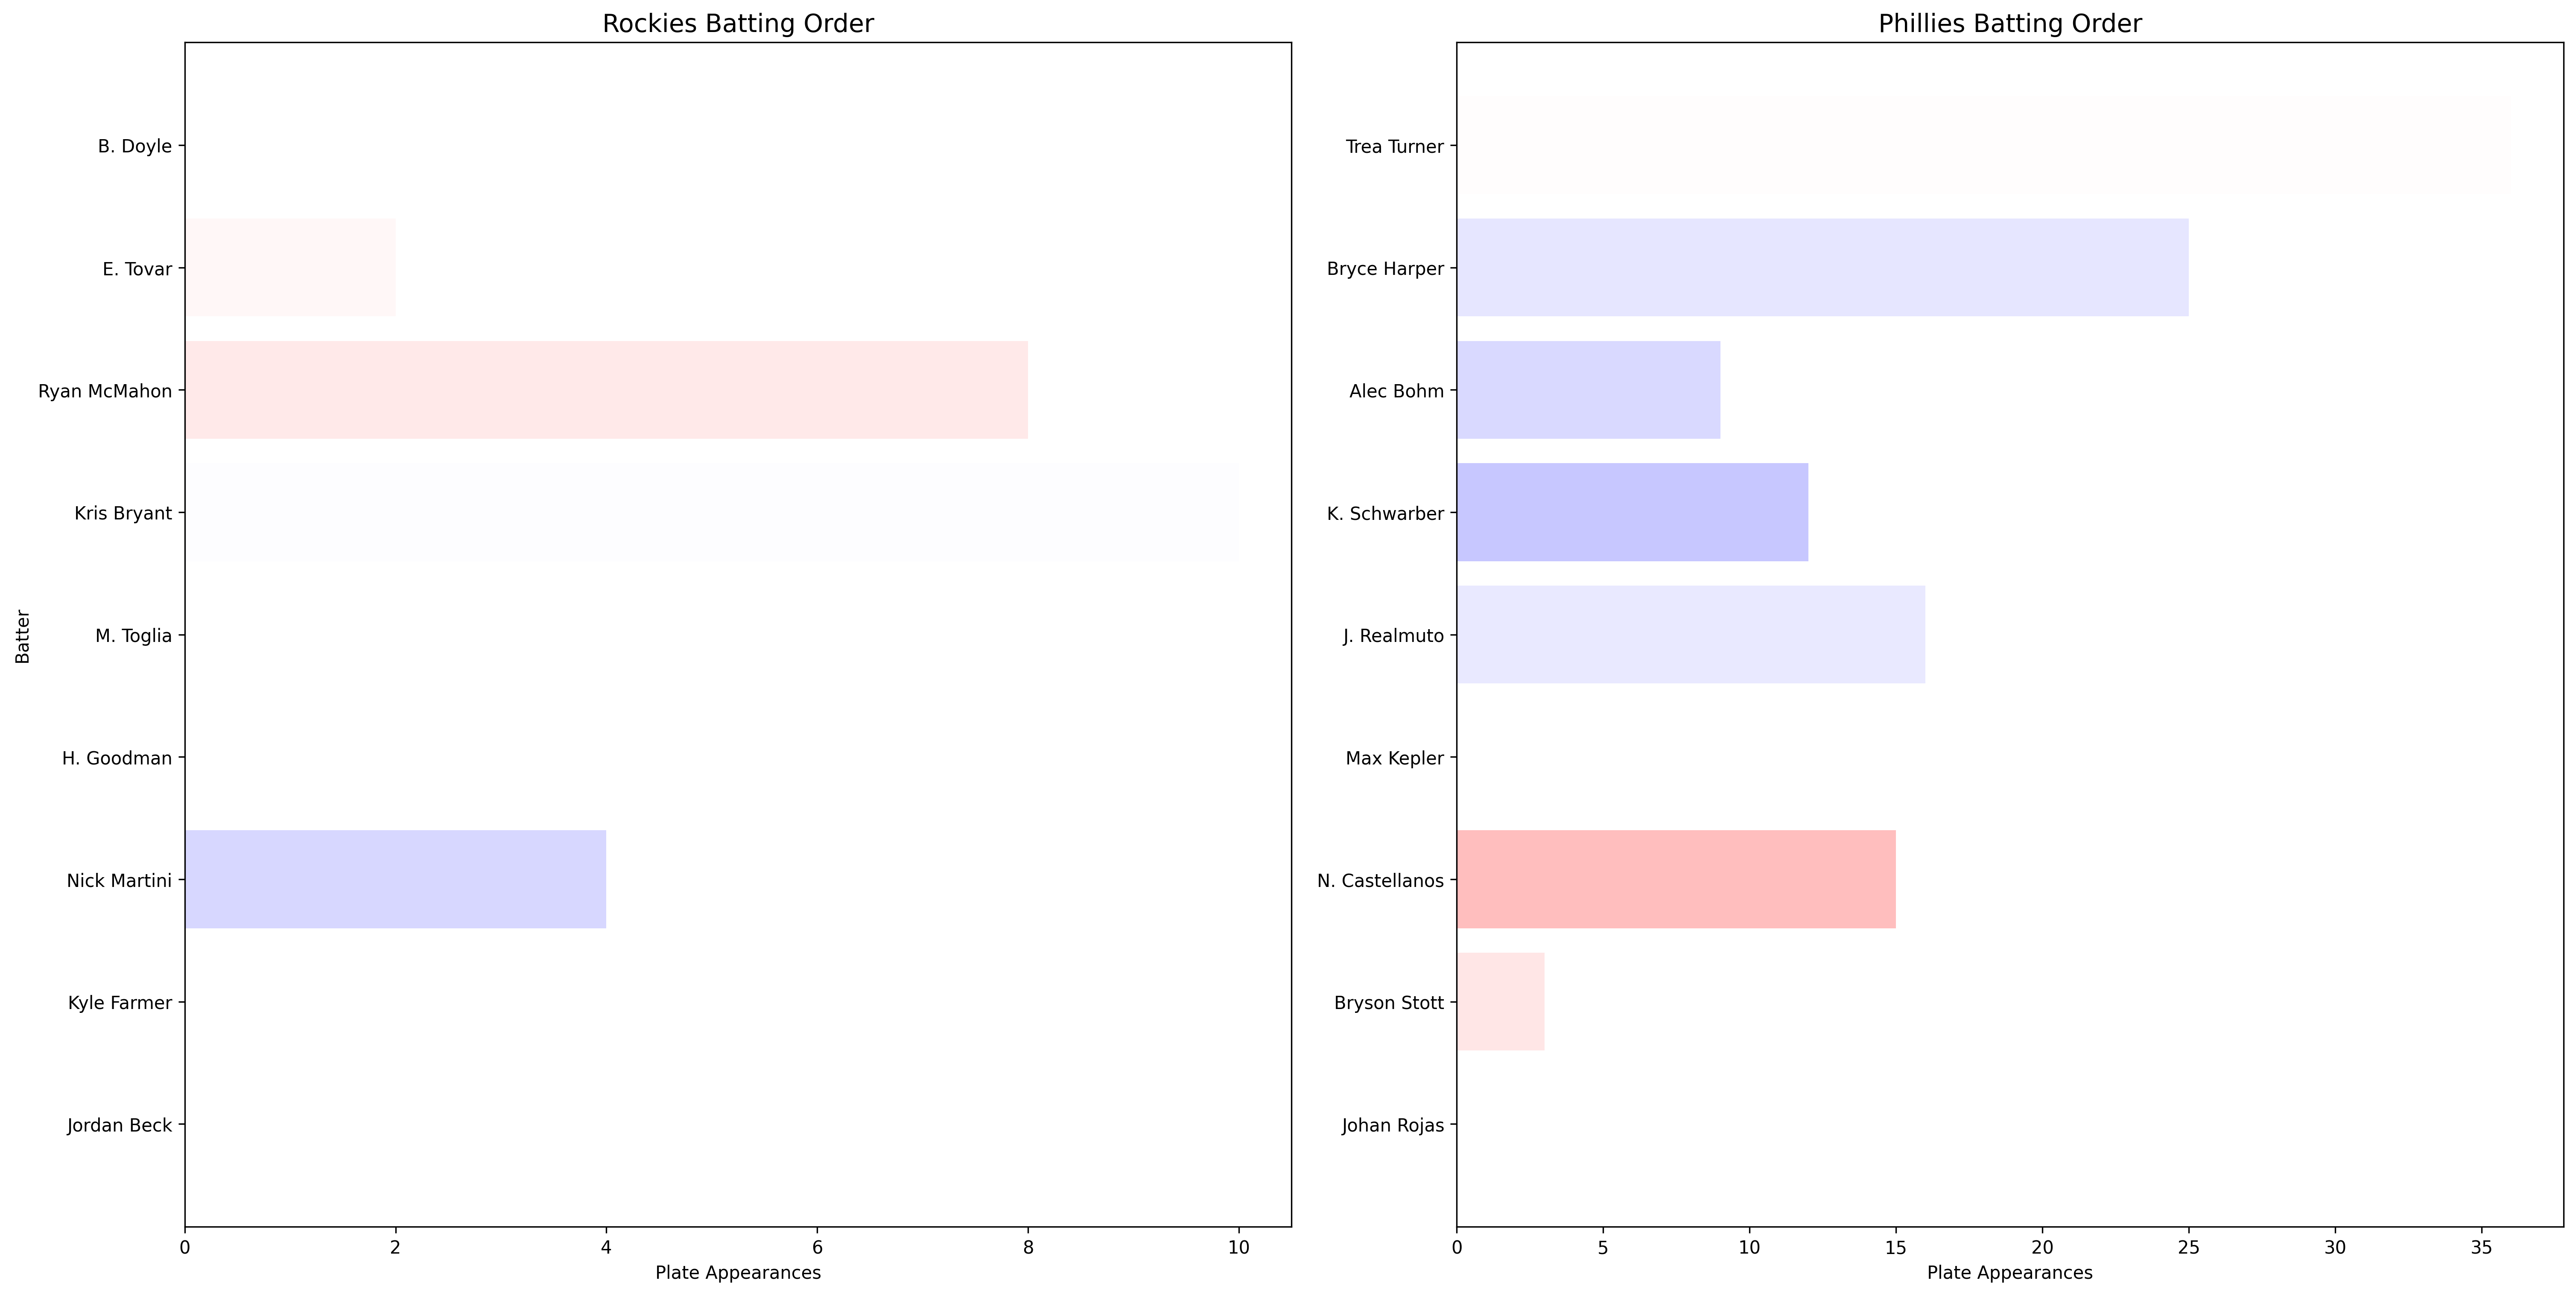 Rockies Batting Order
Batter
B. Doyle
E. Tovar
Ryan McMahon
Kris Bryant
M. Toglia
H. Goodman
Nick Martini
Kyle Farmer
Jordan Beck
0 2 4 6 8 10
Plate Appearances
Phillies Batting Order
Trea Turner
Bryce Harper
Alec Bohm
K. Schwarber
J. Realmuto
Max Kepler
N. Castellanos
Bryson Stott
Johan Rojas
0 5 10 15 20 25 30 35
Plate Appearances